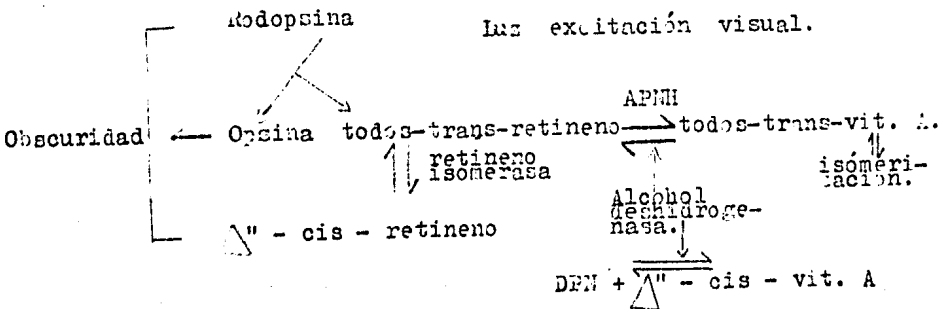 Rodopsina Luz excitación visual.
APNH
Obscuridad Opsina todos-trans-retineno todos-trans-vit. A.
retineno
isomerasa
isómeri-
zación.
Alcohol
deshidroge-
nasa.
Δ" - cis - retineno
DPN + Δ" - cis - vit. A